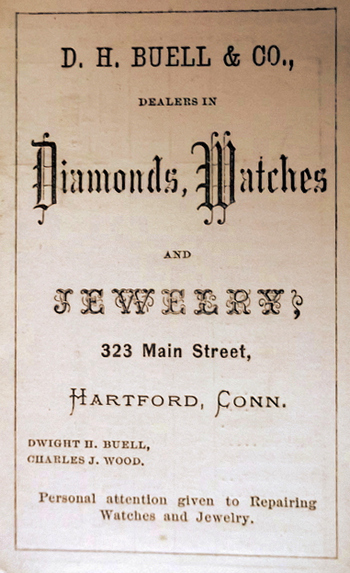 D. H. BUELL & CO.,
DEALERS IN
Diamonds, Watches
AND
JEWELRY,
323 Main Street,
HARTFORD, CONN.
DWIGHT H. BUELL,
CHARLES J. WOOD.
Personal attention given to Repairing
Watches and Jewelry.